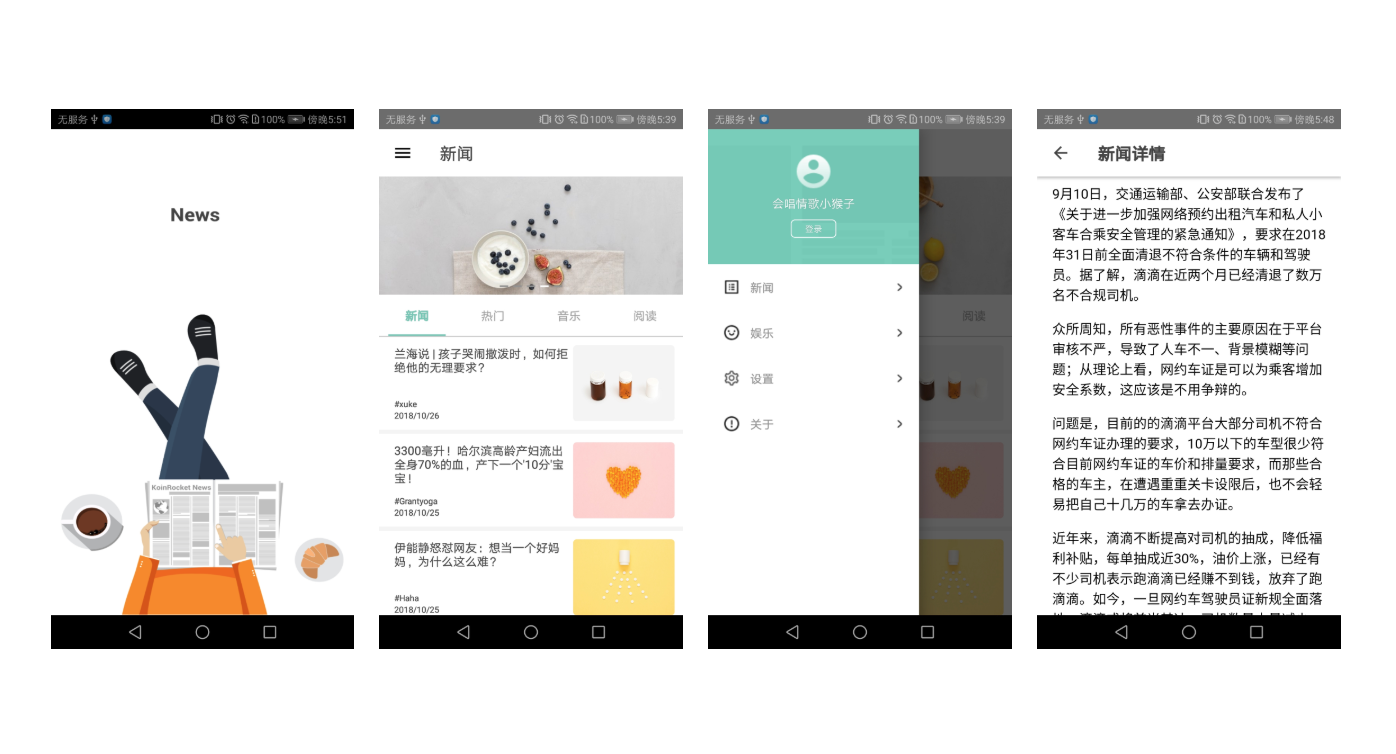 无服务 100% 傍晚5:51
News
KoinRocket News
无服务 100% 傍晚5:39
新闻
新闻 热门 音乐 阅读
兰海说 | 孩子哭闹撒泼时，如何拒
绝他的无理要求？
#xuke
2018/10/26
3300毫升！哈尔滨高龄产妇流出
全身70%的血，产下一个'10分'宝
宝！
#Grantyoga
2018/10/25
伊能静怒怼网友：想当一个好妈
妈，为什么这么难？
#Haha
2018/10/25
无服务 100% 傍晚5:39
会唱情歌小猴子
登录
阅读
新闻
娱乐
设置
关于
无服务 100% 傍晚5:48
新闻详情
9月10日，交通运输部、公安部联合发布了
《关于进一步加强网络预约出租汽车和私人小
客车合乘安全管理的紧急通知》，要求在2018
年31日前全面清退不符合条件的车辆和驾驶
员。据了解，滴滴在近两个月已经清退了数万
名不合规司机。
众所周知，所有恶性事件的主要原因在于平台
审核不严，导致了人车不一、背景模糊等问
题；从理论上看，网约车证是可以为乘客增加
安全系数，这应该是不用争辩的。
问题是，目前的的滴滴平台大部分司机不符合
网约车证办理的要求，10万以下的车型很少符
合目前网约车证的车价和排量要求，而那些合
格的车主，在遭遇重重关卡设限后，也不会轻
易把自己十几万的车拿去办证。
近年来，滴滴不断提高对司机的抽成，降低福
利补贴，每单抽成近30%，油价上涨，已经有
不少司机表示跑滴滴已经赚不到钱，放弃了跑
滴滴。如今，一旦网约车驾驶员证新规全面落